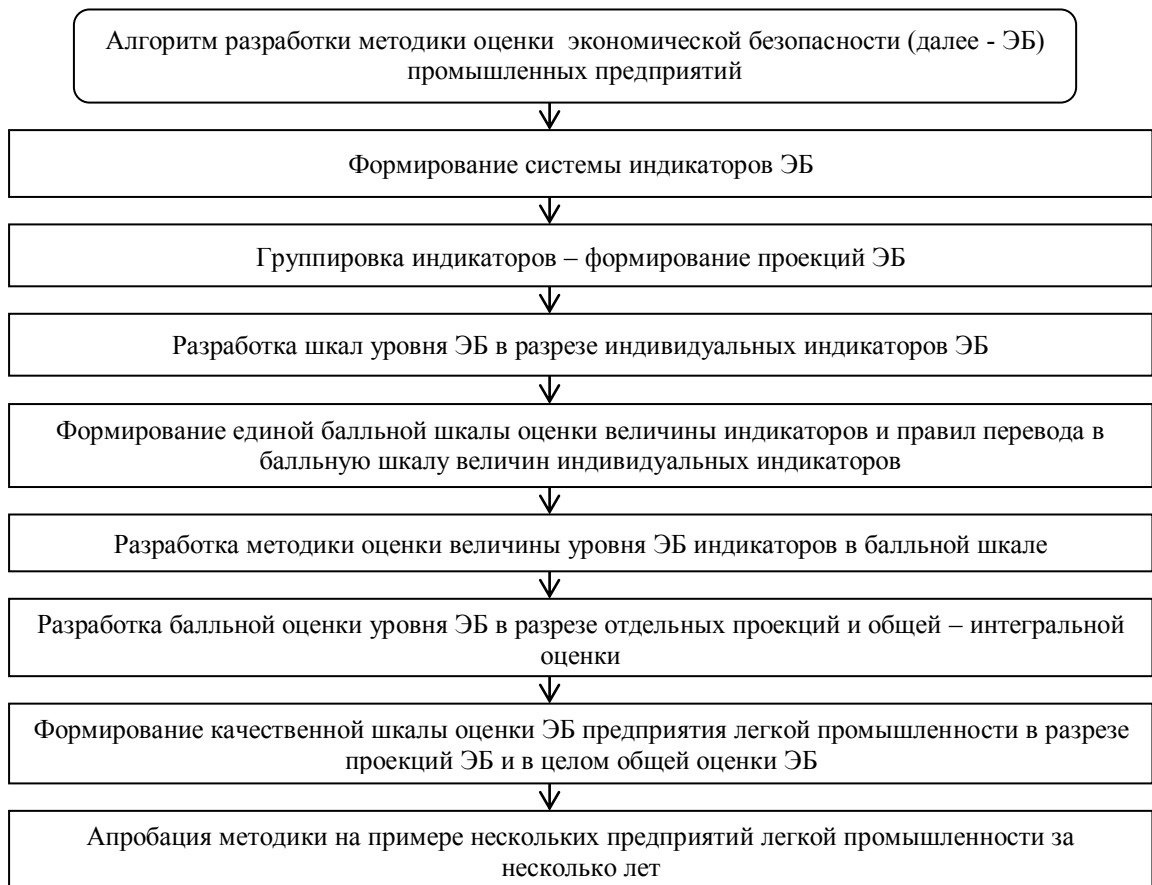 Алгоритм разработки методики оценки экономической безопасности (далее - ЭБ)
промышленных предприятий
Формирование системы индикаторов ЭБ
Группировка индикаторов – формирование проекций ЭБ
Разработка шкал уровня ЭБ в разрезе индивидуальных индикаторов ЭБ
Формирование единой балльной шкалы оценки величины индикаторов и правил перевода в
балльную шкалу величин индивидуальных индикаторов
Разработка методики оценки величины уровня ЭБ индикаторов в балльной шкале
Разработка балльной оценки уровня ЭБ в разрезе отдельных проекций и общей – интегральной
оценки
Формирование качественной шкалы оценки ЭБ предприятия легкой промышленности в разрезе
проекций ЭБ и в целом общей оценки ЭБ
Апробация методики на примере нескольких предприятий легкой промышленности за
несколько лет